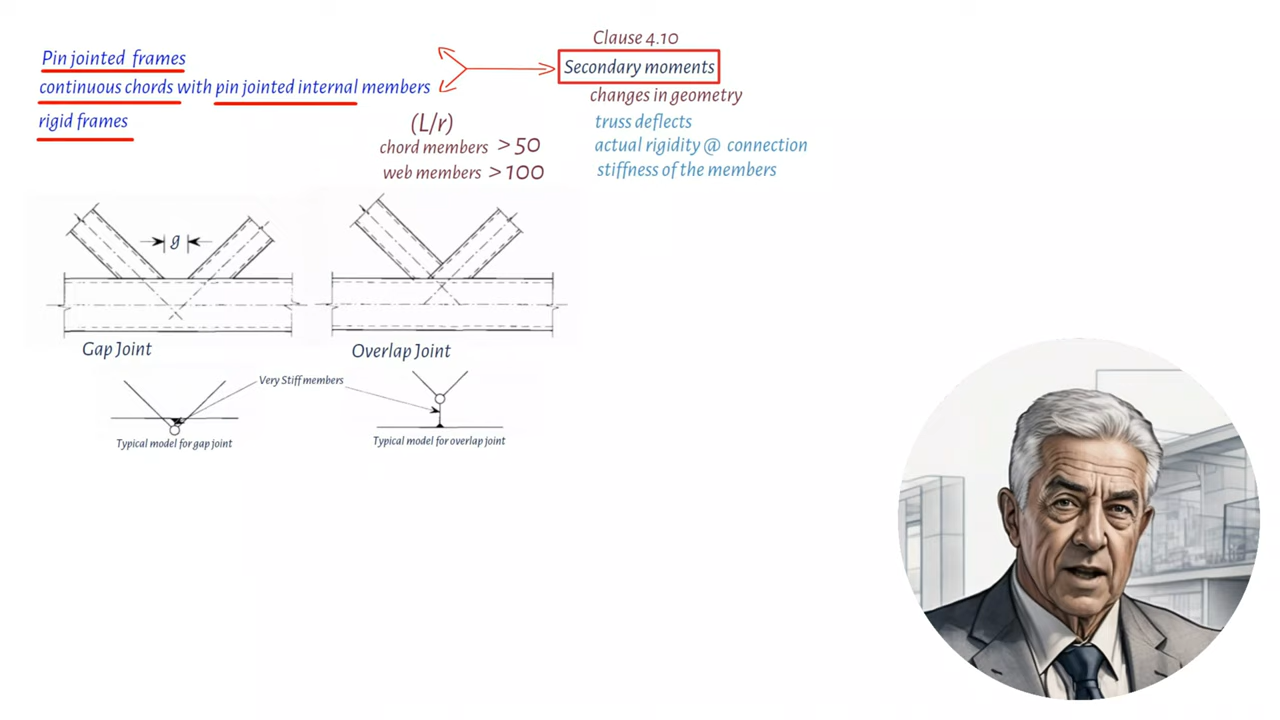 Clause 4.10
Pin jointed frames
Secondary moments
continuous chords with pin jointed internal members
changes in geometry
rigid frames
(L/r)
truss deflects
chord members > 50
actual rigidity @ connection
web members > 100
stiffness of the members
g
Gap Joint
Overlap Joint
Very Stiff members
Typical model for gap joint
Typical model for overlap joint